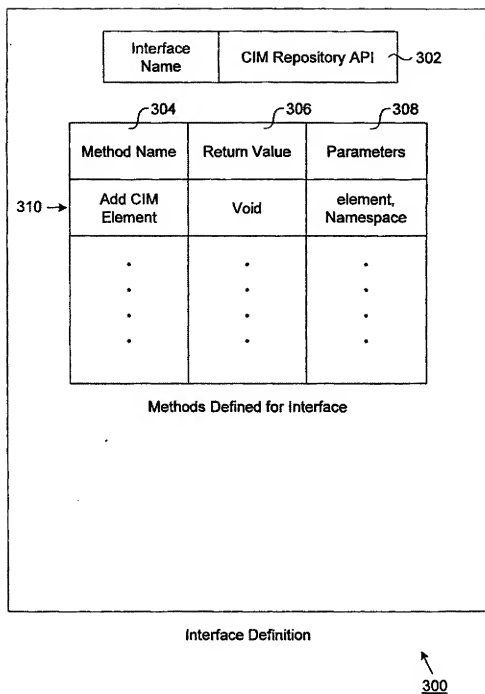 Interface Name
CIM Repository API
302
304
306
308
Method Name
Return Value
Parameters
310
Add CIM Element
Void
element, Namespace
Methods Defined for Interface
Interface Definition
300